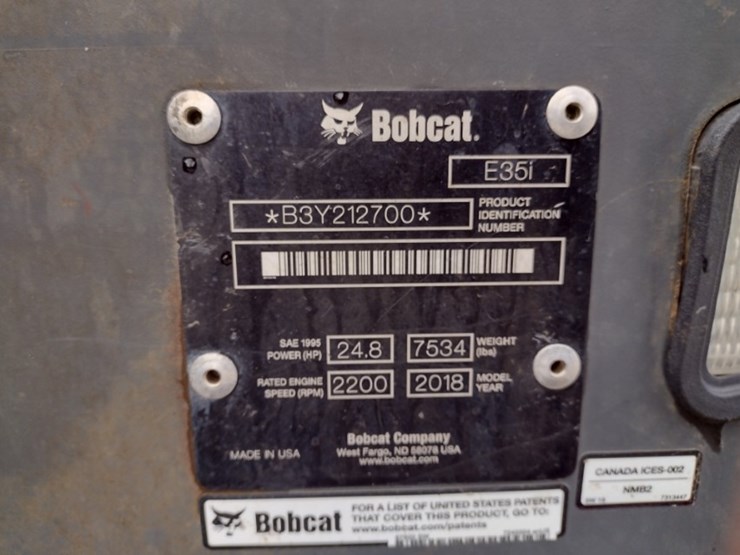 Bobcat.
E35i
*B3Y212700*
PRODUCT
IDENTIFICATION
NUMBER
SAE 1995
POWER (HP)
24.8
7534
WEIGHT
(lbs)
RATED ENGINE
SPEED (RPM)
2200
2018
MODEL
YEAR
MADE IN USA
Bobcat Company
West Fargo, ND 58078 USA
www.bobcat.com
CANADA ICES-002
NMB2
7313447
Bobcat
FOR A LIST OF UNITED STATES PATENTS
THAT COVER THIS PRODUCT, GO TO:
www.bobcat.com/patents